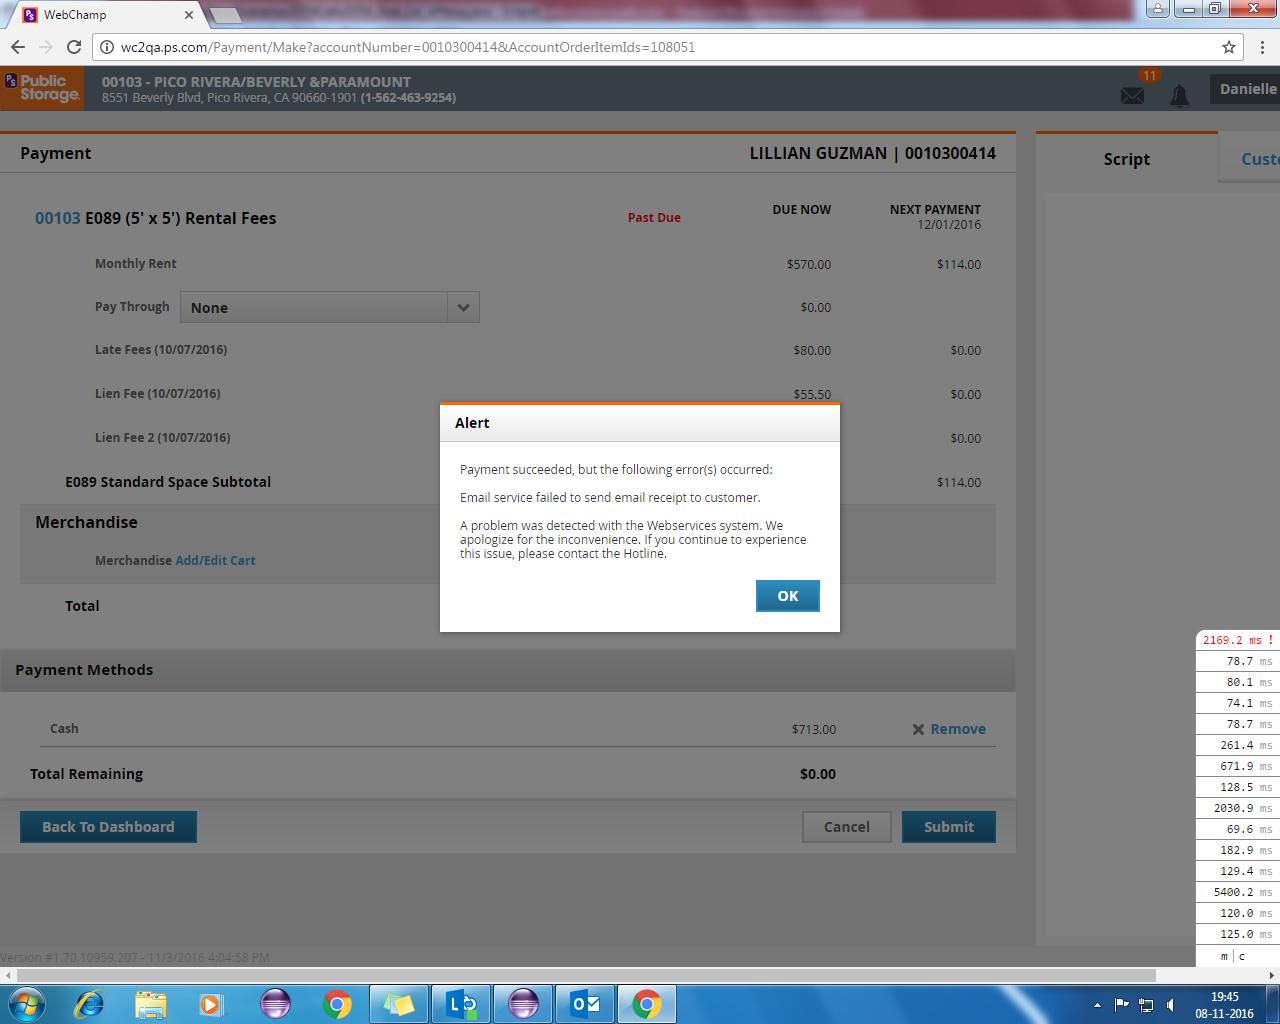 WebChamp
wc2qa.ps.com/Payment/Make?accountNumber=0010300414&AccountOrderItemIds=108051
PS Public Storage.
00103 - PICO RIVERA/BEVERLY &PARAMOUNT
8551 Beverly Blvd, Pico Rivera, CA 90660-1901 (1-562-463-9254)
11
Danielle
Payment
LILLIAN GUZMAN | 0010300414
Script
Custo
00103 E089 (5' x 5') Rental Fees
Past Due
DUE NOW
NEXT PAYMENT
12/01/2016
Monthly Rent $570.00 $114.00
Pay Through None $0.00
Late Fees (10/07/2016) $80.00 $0.00
Lien Fee (10/07/2016) $55.50 $0.00
Lien Fee 2 (10/07/2016) $0.00
E089 Standard Space Subtotal $114.00
Merchandise
Merchandise Add/Edit Cart
Total
Alert
Payment succeeded, but the following error(s) occurred:
Email service failed to send email receipt to customer.
A problem was detected with the Webservices system. We
apologize for the inconvenience. If you continue to experience
this issue, please contact the Hotline.
OK
Payment Methods
Cash $713.00 Remove
Total Remaining $0.00
Back To Dashboard
Cancel
Submit
2169.2 ms !
78.7 ms
80.1 ms
74.1 ms
78.7 ms
261.4 ms
671.9 ms
128.5 ms
2030.9 ms
69.6 ms
182.9 ms
129.4 ms
5400.2 ms
120.0 ms
125.0 ms
m | c
Version #1.70.10959.207 - 11/3/2016 4:04:58 PM
19:45
08-11-2016